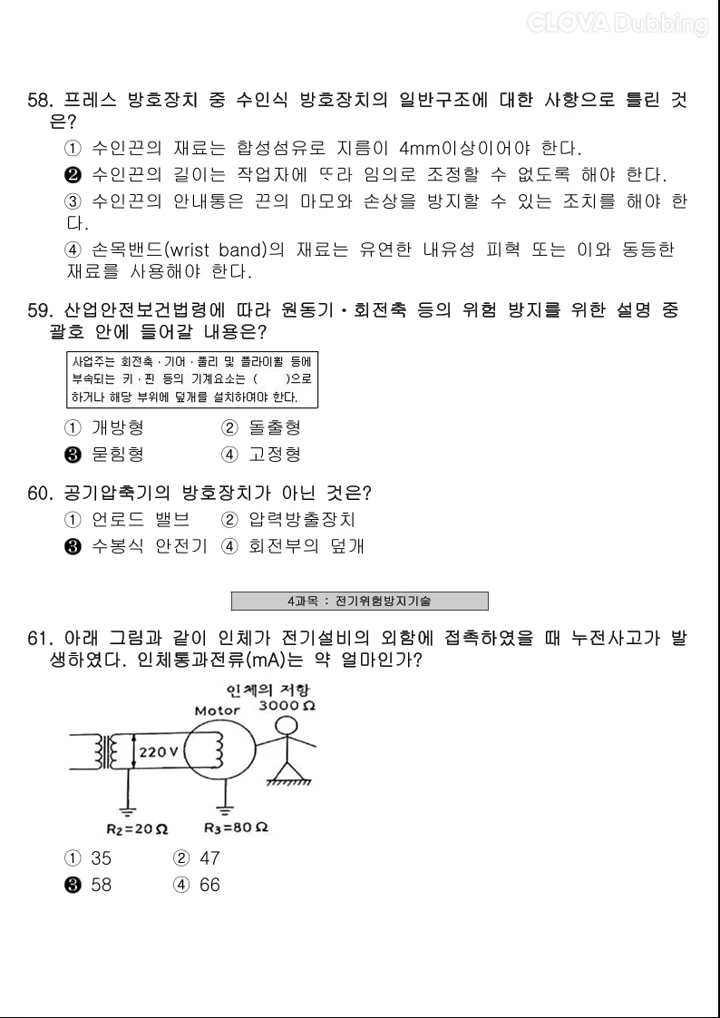 CLOVA Dubbing
58. 프레스 방호장치 중 수인식 방호장치의 일반구조에 대한 사항으로 틀린 것
은?
① 수인끈의 재료는 합성섬유로 지름이 4mm이상이어야 한다.
❷ 수인끈의 길이는 작업자에 따라 임의로 조정할 수 없도록 해야 한다.
③ 수인끈의 안내통은 끈의 마모와 손상을 방지할 수 있는 조치를 해야 한
다.
④ 손목밴드(wrist band)의 재료는 유연한 내유성 피혁 또는 이와 동등한
재료를 사용해야 한다.
59. 산업안전보건법령에 따라 원동기·회전축 등의 위험 방지를 위한 설명 중
괄호 안에 들어갈 내용은?
사업주는 회전축·기어·풀리 및 플라이휠 등에
부속되는 키·핀 등의 기계요소는 ( )으로
하거나 해당 부위에 덮개를 설치하여야 한다.
① 개방형 ② 돌출형
❸ 묻힘형 ④ 고정형
60. 공기압축기의 방호장치가 아닌 것은?
① 언로드 밸브 ② 압력방출장치
❸ 수봉식 안전기 ④ 회전부의 덮개
4과목 : 전기위험방지기술
61. 아래 그림과 같이 인체가 전기설비의 외함에 접촉하였을 때 누전사고가 발
생하였다. 인체통과전류(mA)는 약 얼마인가?
인체의 저항
Motor 3000Ω
220V
R₂=20Ω R₃=80Ω
① 35 ② 47
❸ 58 ④ 66